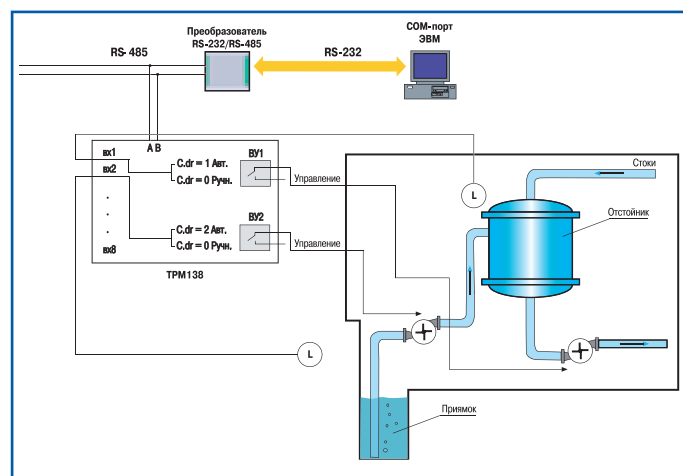 Преобразователь
RS-232/RS-485
COM-порт
ЭВМ
RS-485
RS-232
А В
вх1
вх2
.
.
.
вх8
C.dr = 1 Авт.
C.dr = 0 Ручн.
C.dr = 2 Авт.
C.dr = 0 Ручн.
ВУ1
ВУ2
Управление
Управление
ТРМ138
L
L
Стоки
Отстойник
Приямок